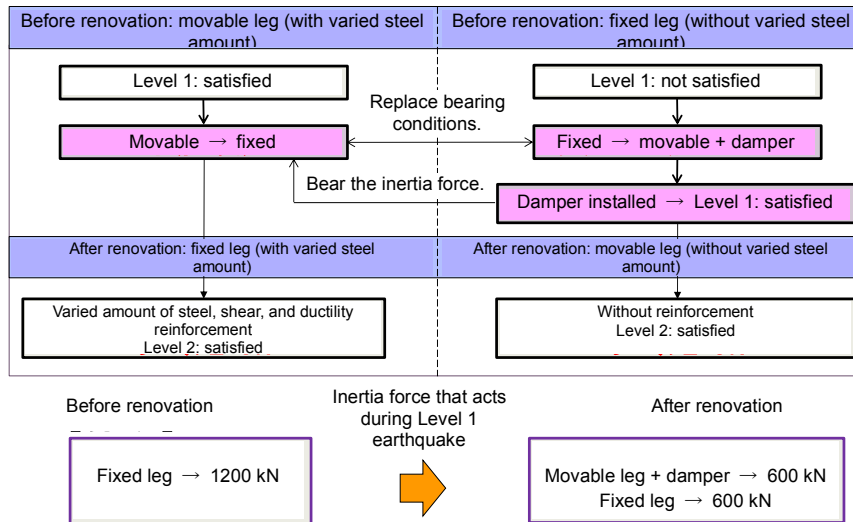 Before renovation: movable leg (with varied steel
amount)
Before renovation: fixed leg (without varied steel
amount)
Level 1: satisfied
Level 1: not satisfied
Replace bearing
conditions.
Movable → fixed
Fixed → movable + damper
Bear the inertia force.
Damper installed → Level 1: satisfied
After renovation: fixed leg (with varied steel
amount)
After renovation: movable leg (without varied steel
amount)
Varied amount of steel, shear, and ductility
reinforcement
Level 2: satisfied
Without reinforcement
Level 2: satisfied
Before renovation
Inertia force that acts
during Level 1
earthquake
After renovation
Fixed leg → 1200 kN
Movable leg + damper → 600 kN
Fixed leg → 600 kN